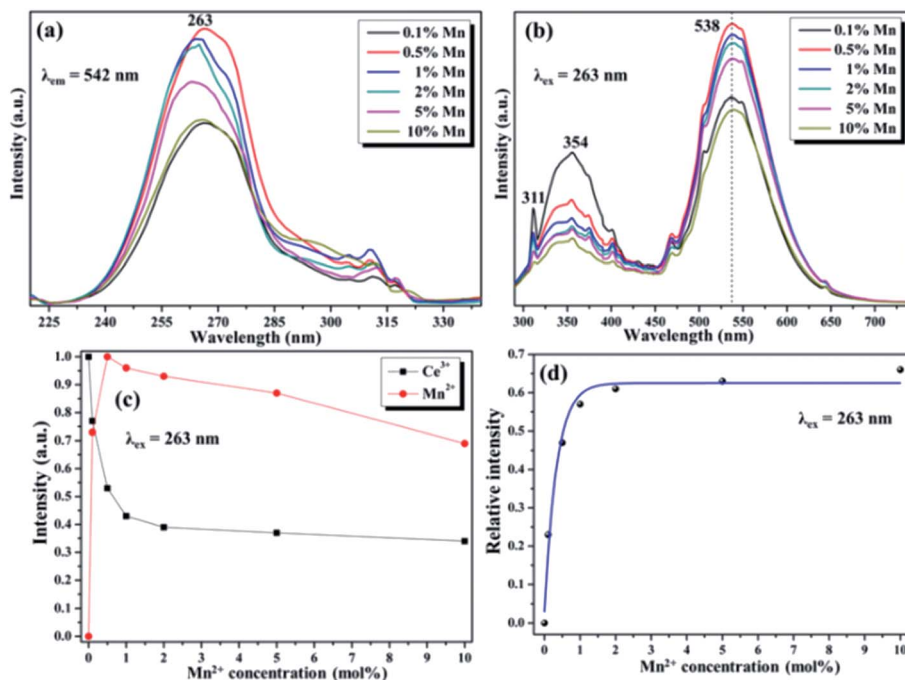 (a)
263
λem = 542 nm
0.1% Mn
0.5% Mn
1% Mn
2% Mn
5% Mn
10% Mn
Intensity (a.u.)
225 240 255 270 285 300 315 330
Wavelength (nm)
(b)
538
λex = 263 nm
354
311
0.1% Mn
0.5% Mn
1% Mn
2% Mn
5% Mn
10% Mn
Intensity (a.u.)
300 350 400 450 500 550 600 650 700
Wavelength (nm)
(c)
Ce3+
Mn2+
λex = 263 nm
Intensity (a.u.)
1.0
0.9
0.8
0.7
0.6
0.5
0.4
0.3
0.2
0.1
0.0
0 1 2 3 4 5 6 7 8 9 10
Mn2+ concentration (mol%)
(d)
λex = 263 nm
Relative intensity
0.7
0.6
0.5
0.4
0.3
0.2
0.1
0.0
0 1 2 3 4 5 6 7 8 9 10
Mn2+ concentration (mol%)